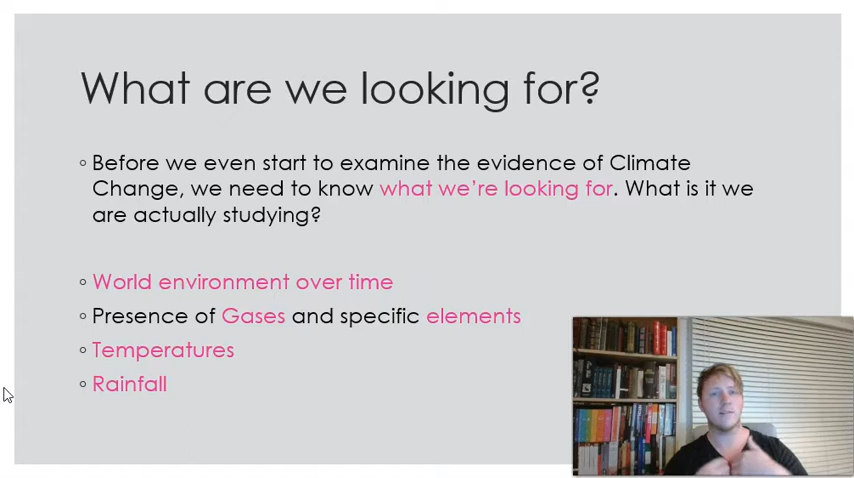 What are we looking for?
◦ Before we even start to examine the evidence of Climate
Change, we need to know what we’re looking for. What is it we
are actually studying?
◦ World environment over time
◦ Presence of Gases and specific elements
◦ Temperatures
◦ Rainfall